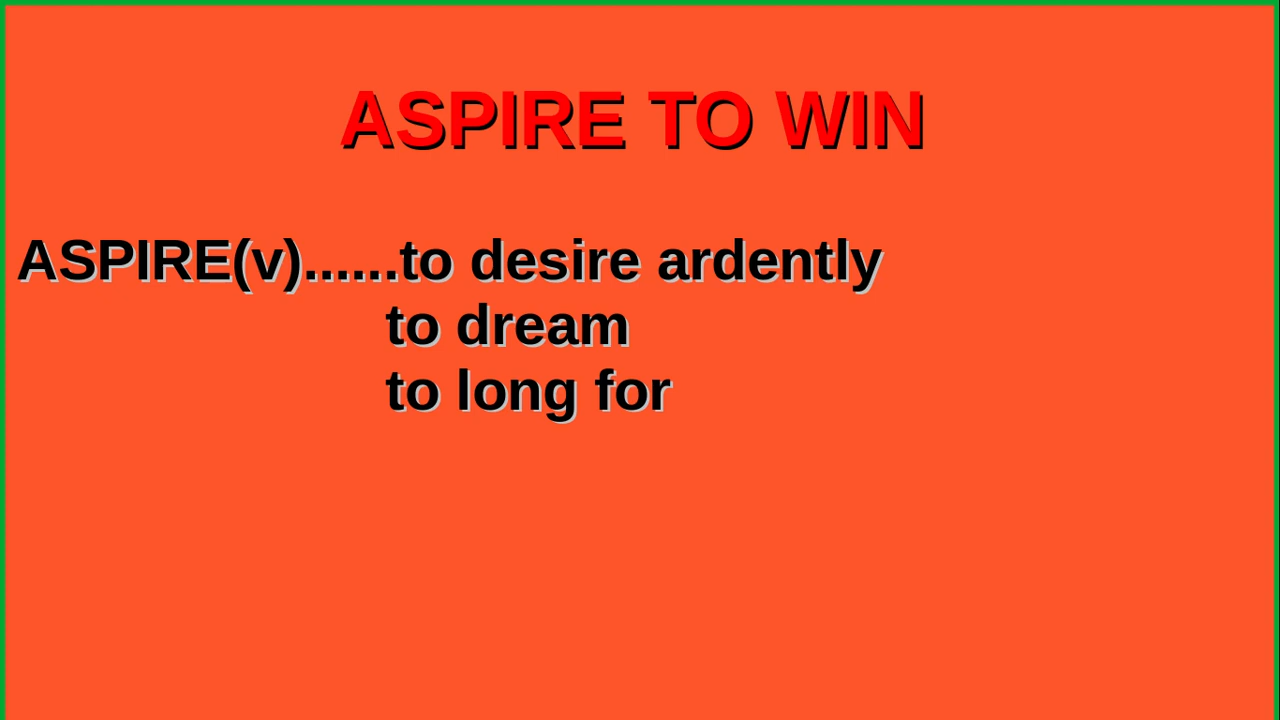 ASPIRE TO WIN
ASPIRE(v)......to desire ardently
to dream
to long for